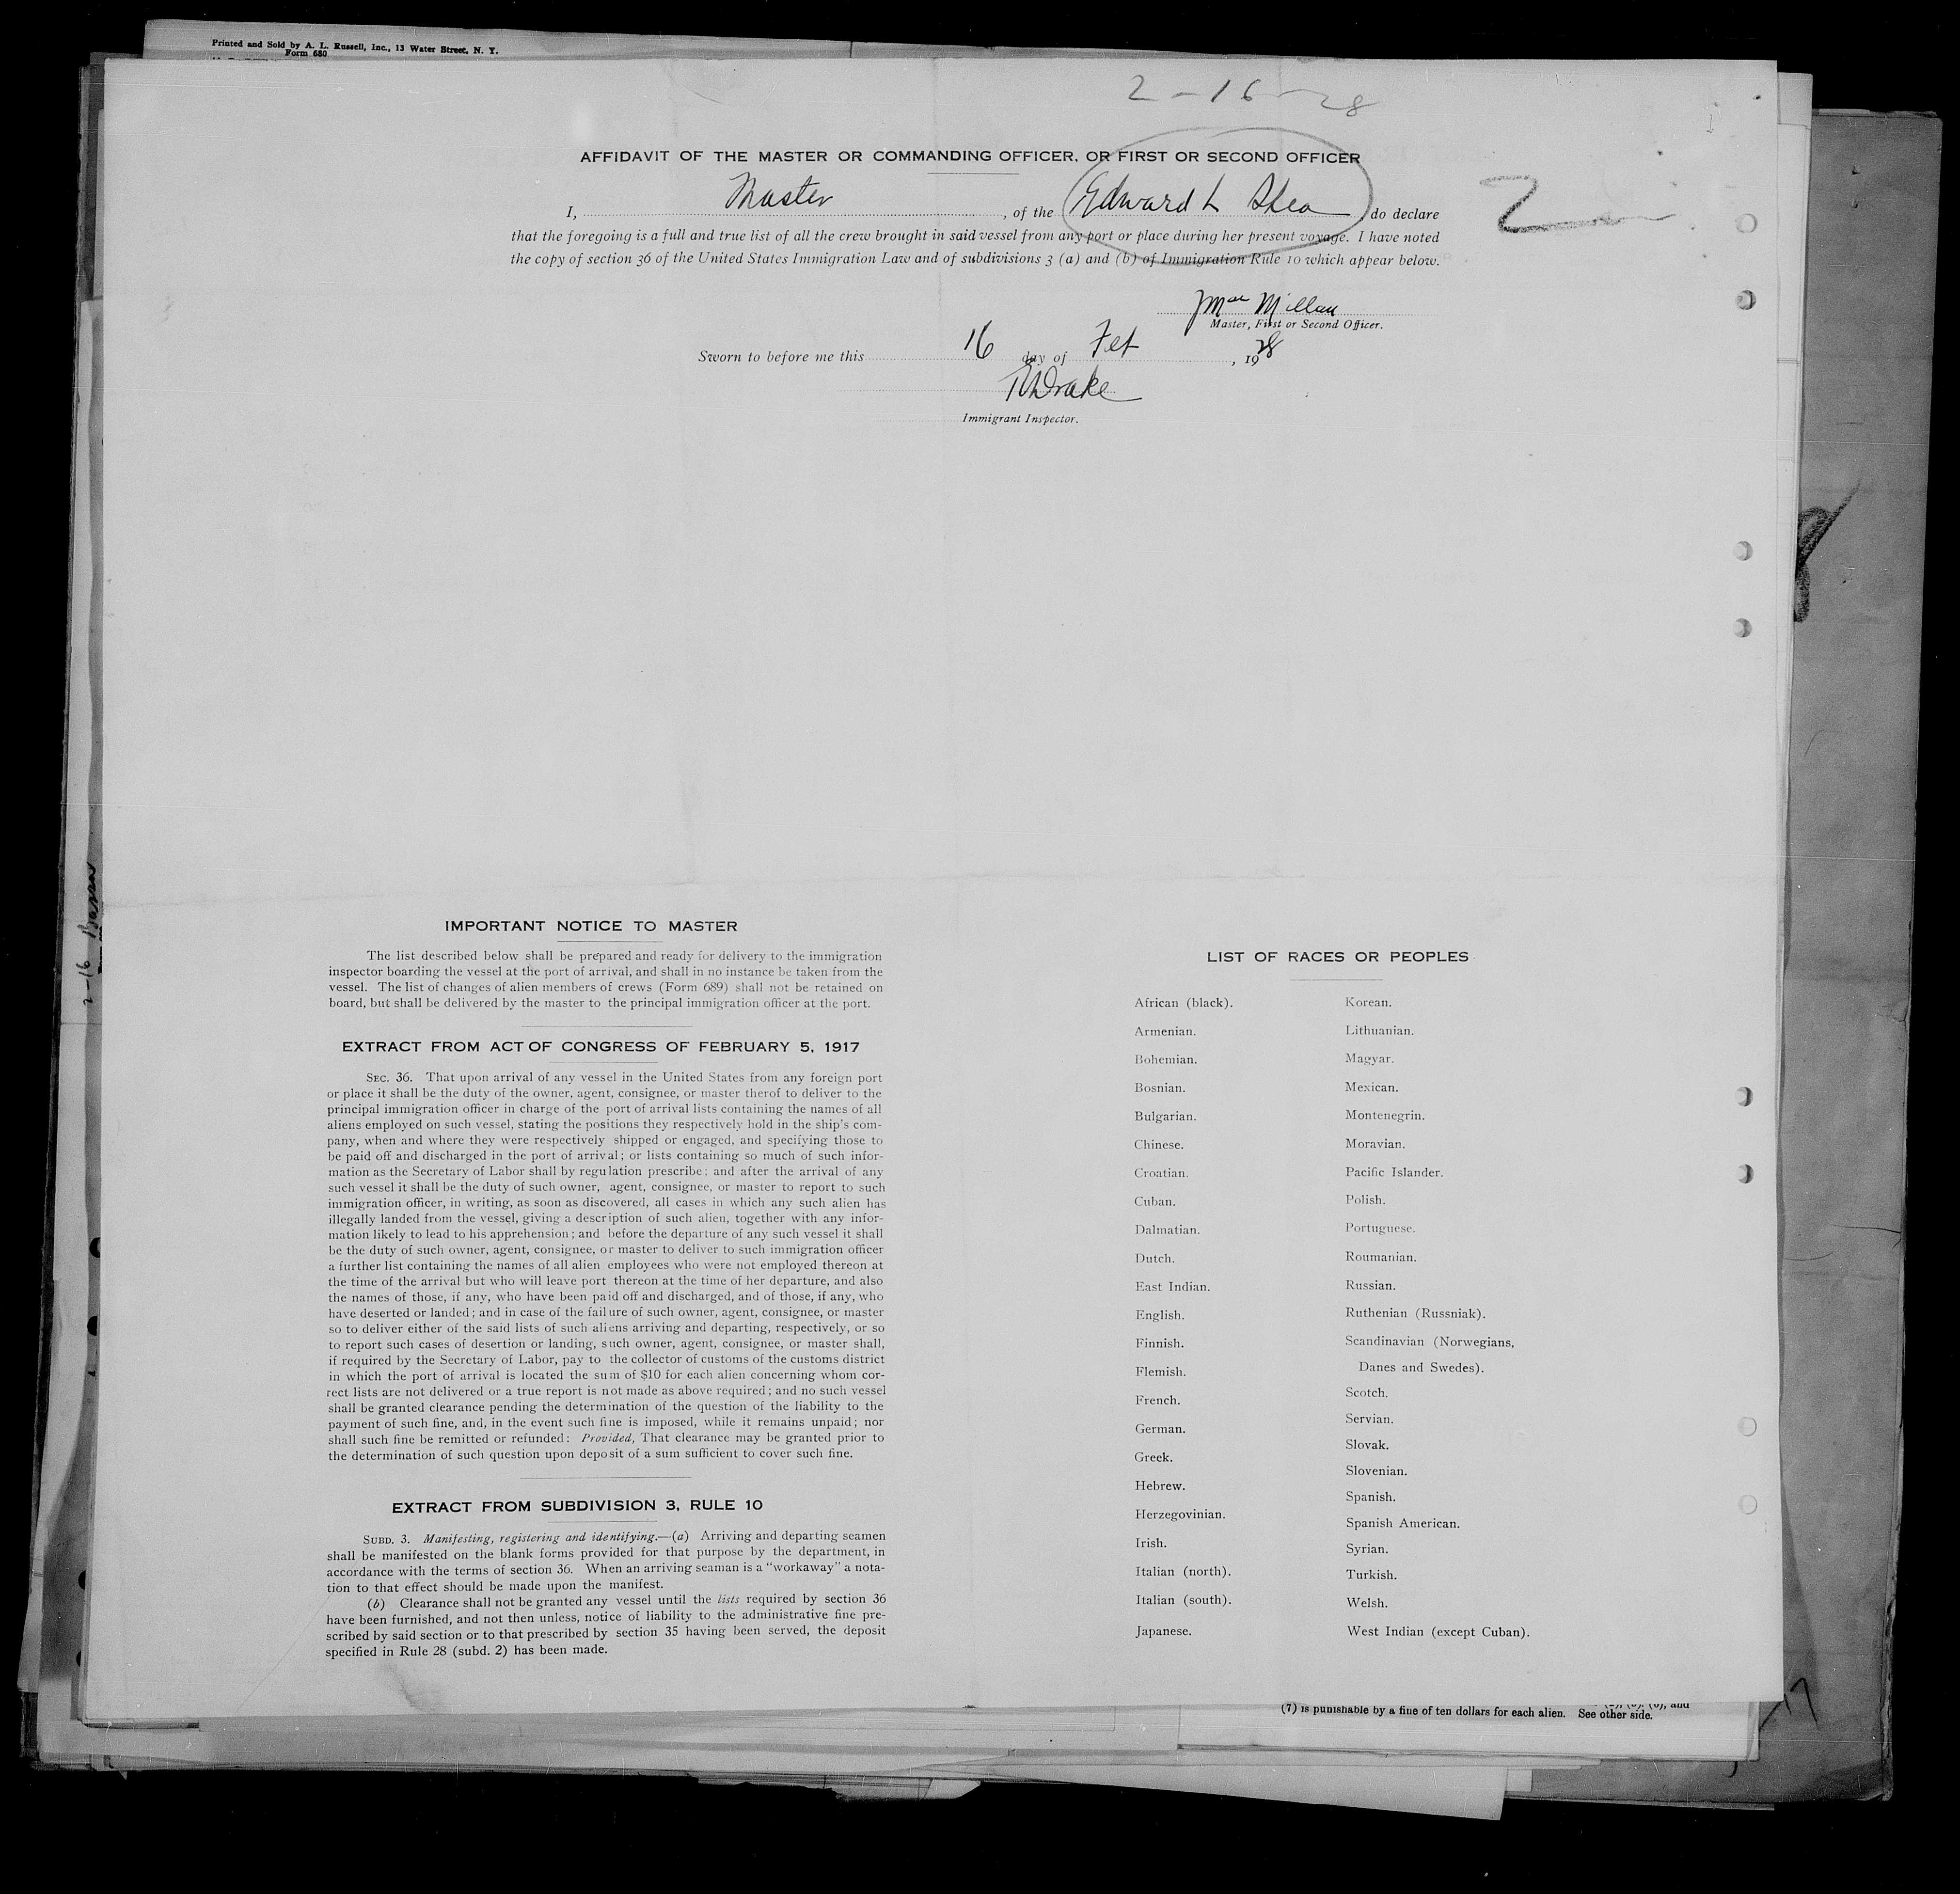 Printed and Sold by A. L. Russell, Inc., 13 Water Street, N. Y.
Form 680
2-16-28
AFFIDAVIT OF THE MASTER OR COMMANDING OFFICER, OR FIRST OR SECOND OFFICER
I, Master, of the Edward L Shea do declare
2
that the foregoing is a full and true list of all the crew brought in said vessel from any port or place during her present voyage. I have noted
the copy of section 36 of the United States Immigration Law and of subdivisions 3 (a) and (b) of Immigration Rule 10 which appear below.
J Mac Millan
Master, First or Second Officer.
Sworn to before me this 16 day of Feb, 1928
Drake
Immigrant Inspector.
2-16
IMPORTANT NOTICE TO MASTER
The list described below shall be prepared and ready for delivery to the immigration
inspector boarding the vessel at the port of arrival, and shall in no instance be taken from the
vessel. The list of changes of alien members of crews (Form 689) shall not be retained on
board, but shall be delivered by the master to the principal immigration officer at the port.
EXTRACT FROM ACT OF CONGRESS OF FEBRUARY 5, 1917
SEC. 36. That upon arrival of any vessel in the United States from any foreign port
or place it shall be the duty of the owner, agent, consignee, or master therof to deliver to the
principal immigration officer in charge of the port of arrival lists containing the names of all
aliens employed on such vessel, stating the positions they respectively hold in the ship's com-
pany, when and where they were respectively shipped or engaged, and specifying those to
be paid off and discharged in the port of arrival; or lists containing so much of such infor-
mation as the Secretary of Labor shall by regulation prescribe; and after the arrival of any
such vessel it shall be the duty of such owner, agent, consignee, or master to report to such
immigration officer, in writing, as soon as discovered, all cases in which any such alien has
illegally landed from the vessel, giving a description of such alien, together with any infor-
mation likely to lead to his apprehension; and before the departure of any such vessel it shall
be the duty of such owner, agent, consignee, or master to deliver to such immigration officer
a further list containing the names of all alien employees who were not employed thereon at
the time of the arrival but who will leave port thereon at the time of her departure, and also
the names of those, if any, who have been paid off and discharged, and of those, if any, who
have deserted or landed; and in case of the failure of such owner, agent, consignee, or master
so to deliver either of the said lists of such aliens arriving and departing, respectively, or so
to report such cases of desertion or landing, such owner, agent, consignee, or master shall,
if required by the Secretary of Labor, pay to the collector of customs of the customs district
in which the port of arrival is located the sum of $10 for each alien concerning whom cor-
rect lists are not delivered or a true report is not made as above required; and no such vessel
shall be granted clearance pending the determination of the question of the liability to the
payment of such fine, and, in the event such fine is imposed, while it remains unpaid; nor
shall such fine be remitted or refunded: Provided, That clearance may be granted prior to
the determination of such question upon deposit of a sum sufficient to cover such fine.
EXTRACT FROM SUBDIVISION 3, RULE 10
SUBD. 3. Manifesting, registering and identifying.—(a) Arriving and departing seamen
shall be manifested on the blank forms provided for that purpose by the department, in
accordance with the terms of section 36. When an arriving seaman is a "workaway" a nota-
tion to that effect should be made upon the manifest.
(b) Clearance shall not be granted any vessel until the lists required by section 36
have been furnished, and not then unless, notice of liability to the administrative fine pre-
scribed by said section or to that prescribed by section 35 having been served, the deposit
specified in Rule 28 (subd. 2) has been made.
LIST OF RACES OR PEOPLES
African (black).
Armenian.
Bohemian.
Bosnian.
Bulgarian.
Chinese.
Croatian.
Cuban.
Dalmatian.
Dutch.
East Indian.
English.
Finnish.
Flemish.
French.
German.
Greek.
Hebrew.
Herzegovinian.
Irish.
Italian (north).
Italian (south).
Japanese.
Korean.
Lithuanian.
Magyar.
Mexican.
Montenegrin.
Moravian.
Pacific Islander.
Polish.
Portuguese.
Roumanian.
Russian.
Ruthenian (Russniak).
Scandinavian (Norwegians,
Danes and Swedes).
Scotch.
Servian.
Slovak.
Slovenian.
Spanish.
Spanish American.
Syrian.
Turkish.
Welsh.
West Indian (except Cuban).
(7) is punishable by a fine of ten dollars for each alien. See other side.